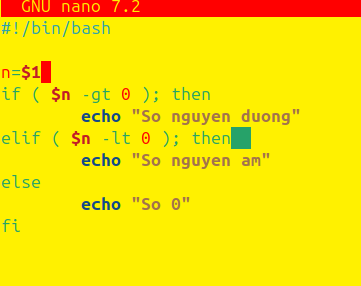 GNU nano 7.2
#!/bin/bash
n=$1
if ( $n -gt 0 ); then
echo "So nguyen duong"
elif ( $n -lt 0 ); then
echo "So nguyen am"
else
echo "So 0"
fi